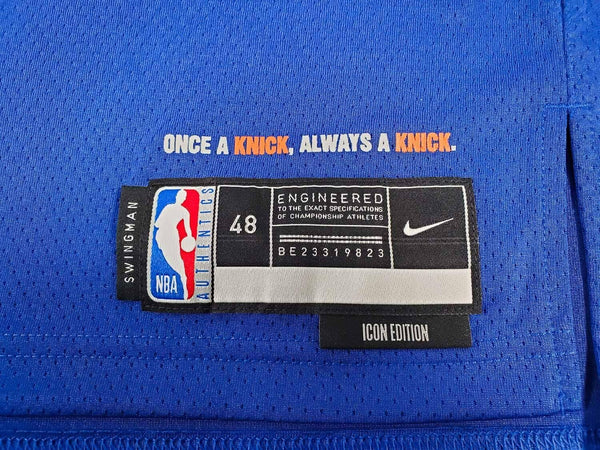 ONCE A KNICK, ALWAYS A KNICK.
SWINGMAN
NBA
AUTHENTICS
48
ENGINEERED
TO THE EXACT SPECIFICATIONS
OF CHAMPIONSHIP ATHLETES
BE23319823
ICON EDITION